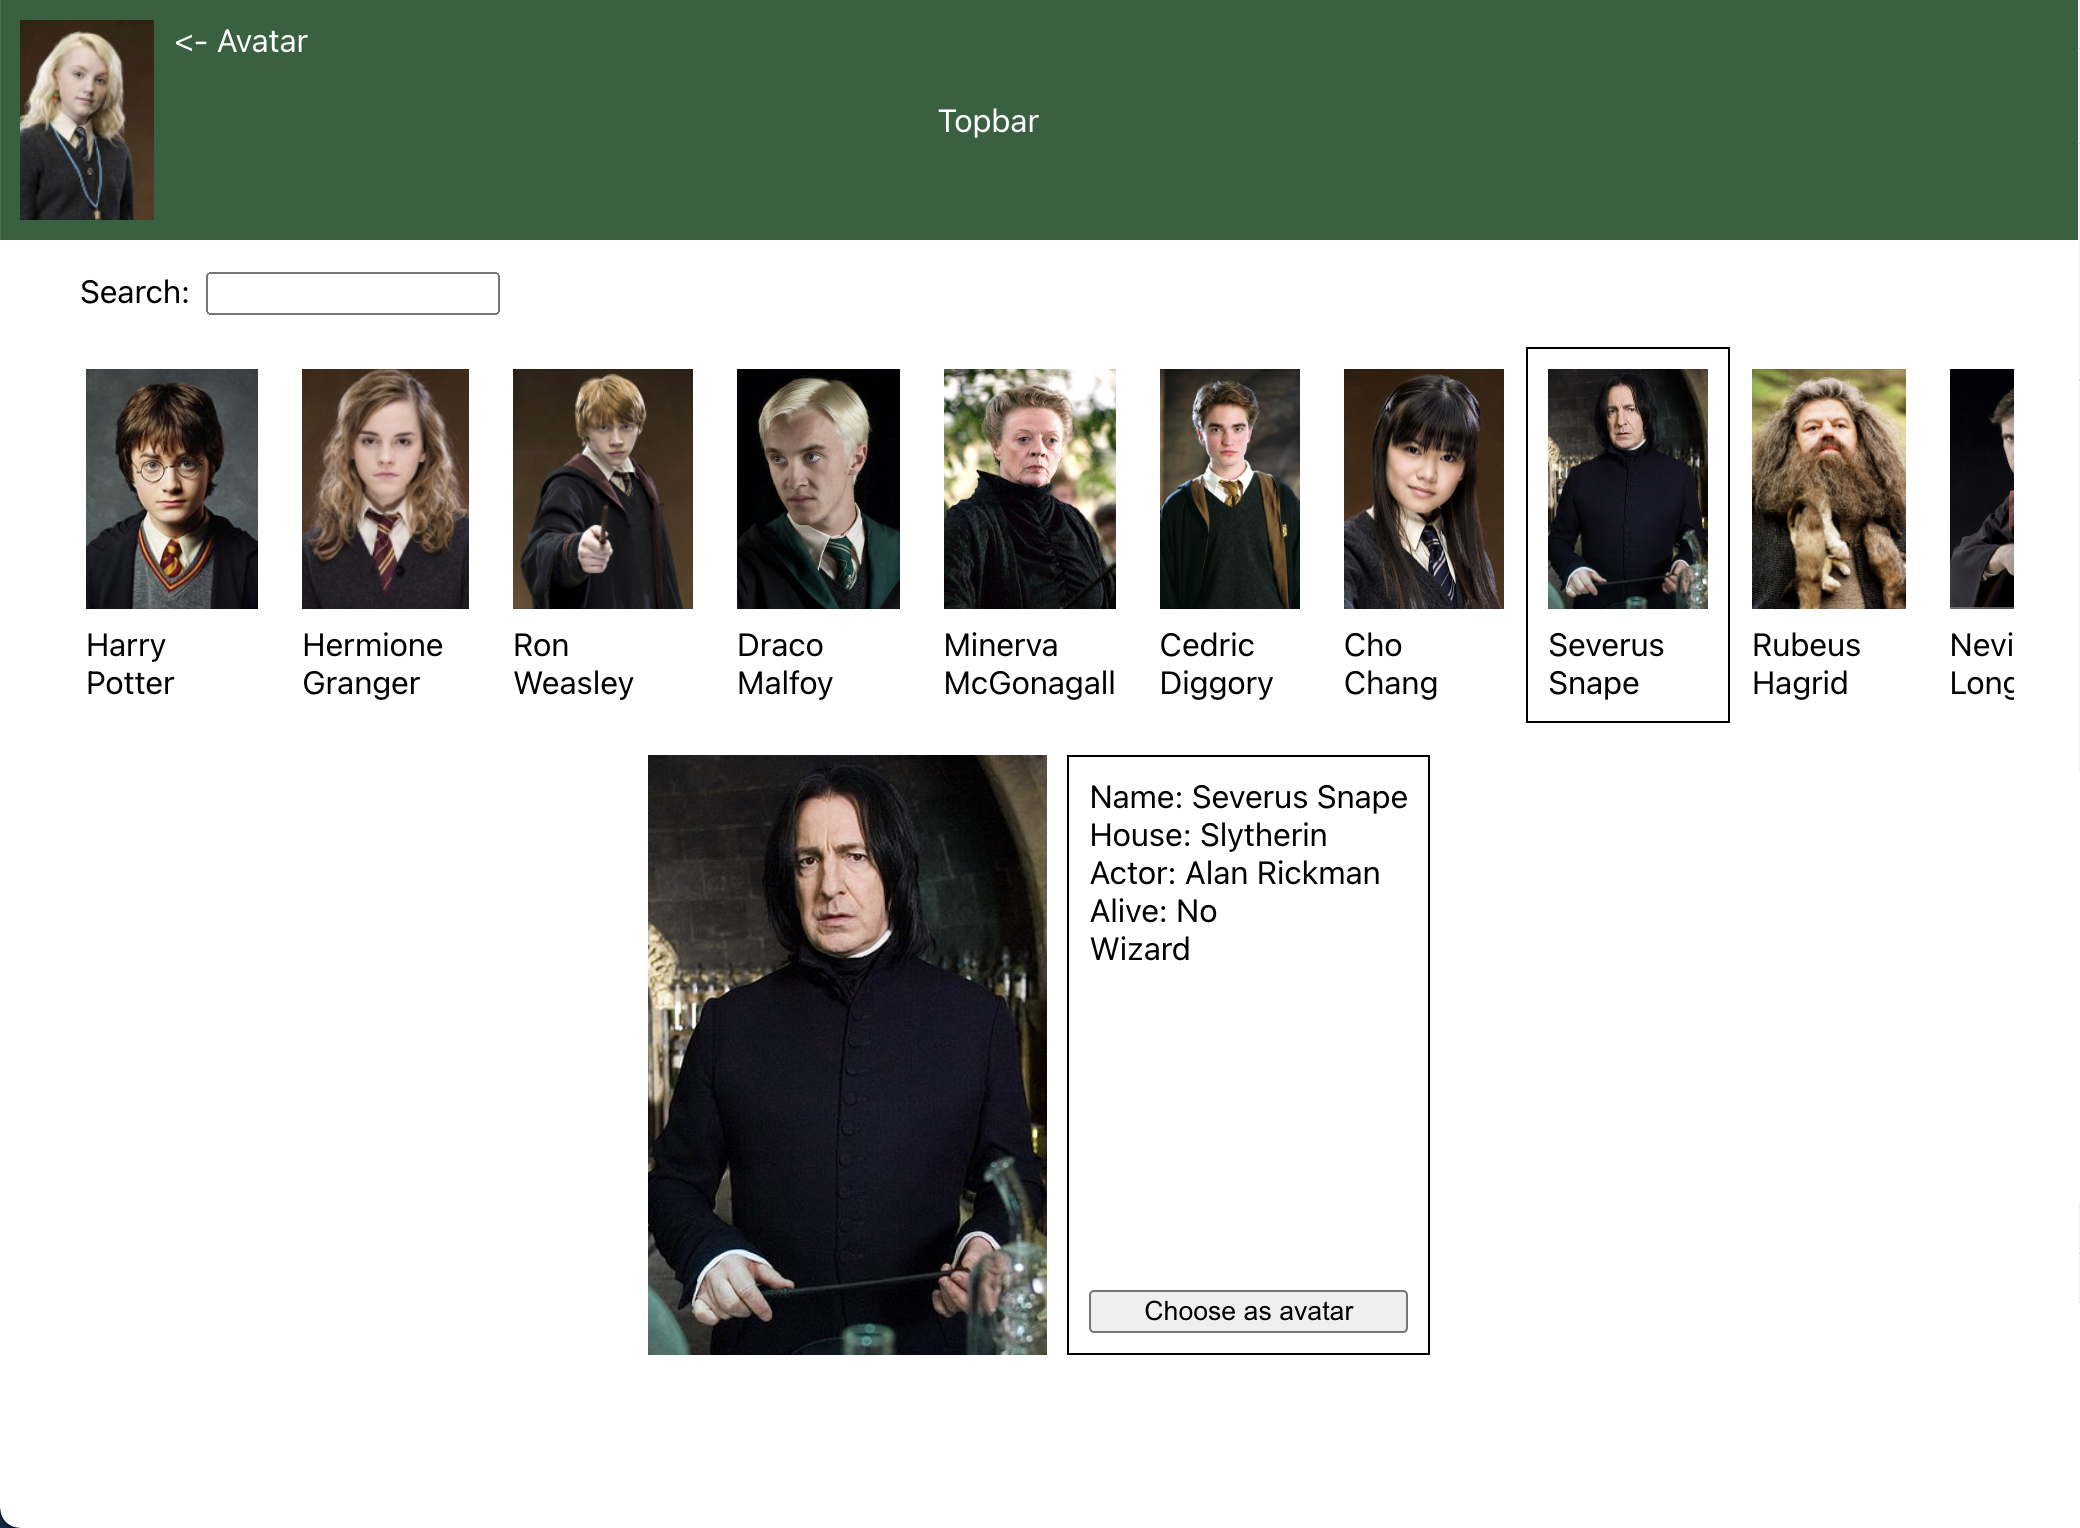 <- Avatar
Topbar
Search:
Harry
Potter
Hermione
Granger
Ron
Weasley
Draco
Malfoy
Minerva
McGonagall
Cedric
Diggory
Cho
Chang
Severus
Snape
Rubeus
Hagrid
Nevi
Long
Name: Severus Snape
House: Slytherin
Actor: Alan Rickman
Alive: No
Wizard
Choose as avatar